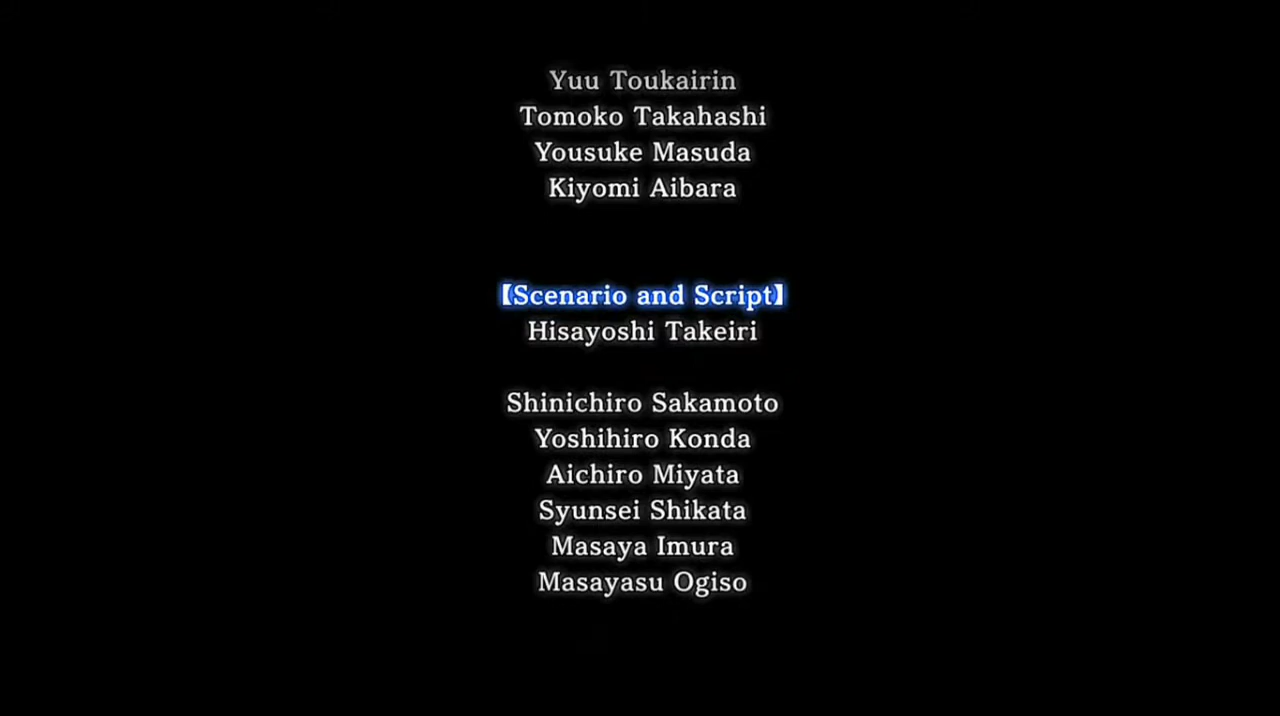 Yuu Toukairin
Tomoko Takahashi
Yousuke Masuda
Kiyomi Aibara
【Scenario and Script】
Hisayoshi Takeiri
Shinichiro Sakamoto
Yoshihiro Konda
Aichiro Miyata
Syunsei Shikata
Masaya Imura
Masayasu Ogiso